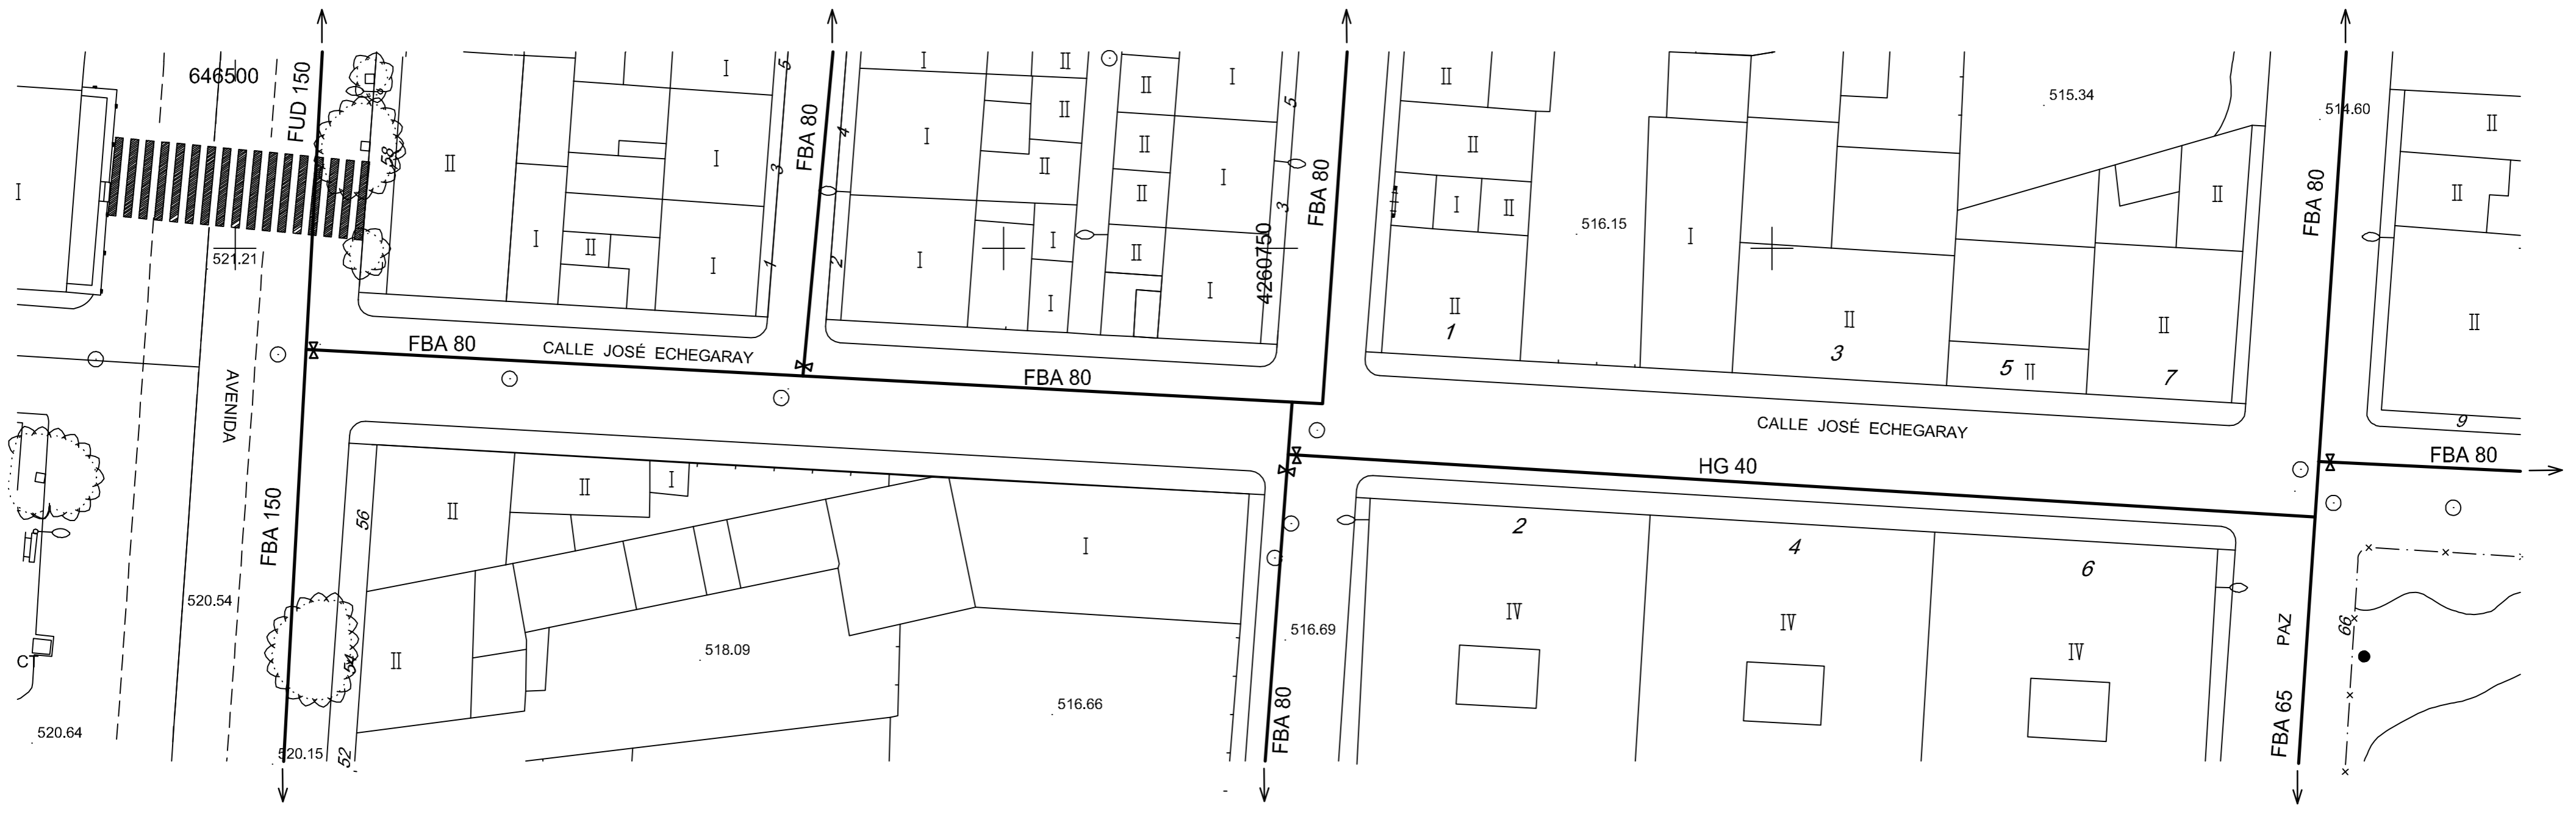 646500
FUD 150
58
II
I
II
I
I
I
I
5
3
1
FBA 80
4
2
I
I
I
II
II
II
I
I
II
II
II
II
I
I
I
5
3
4260750
FBA 80
II
II
I
II
II
1
516.15
I
II
3
515.34
II
5 II
II
7
514.60
FBA 80
II
II
II
9
I
521.21
FBA 80
CALLE JOSÉ ECHEGARAY
FBA 80
CALLE JOSÉ ECHEGARAY
HG 40
FBA 80
AVENIDA
FBA 150
56
54
52
II
II
I
II
I
518.09
516.66
516.69
FBA 80
2
4
6
IV
IV
IV
PAZ
FBA 65
66
520.54
CT
520.64
520.15